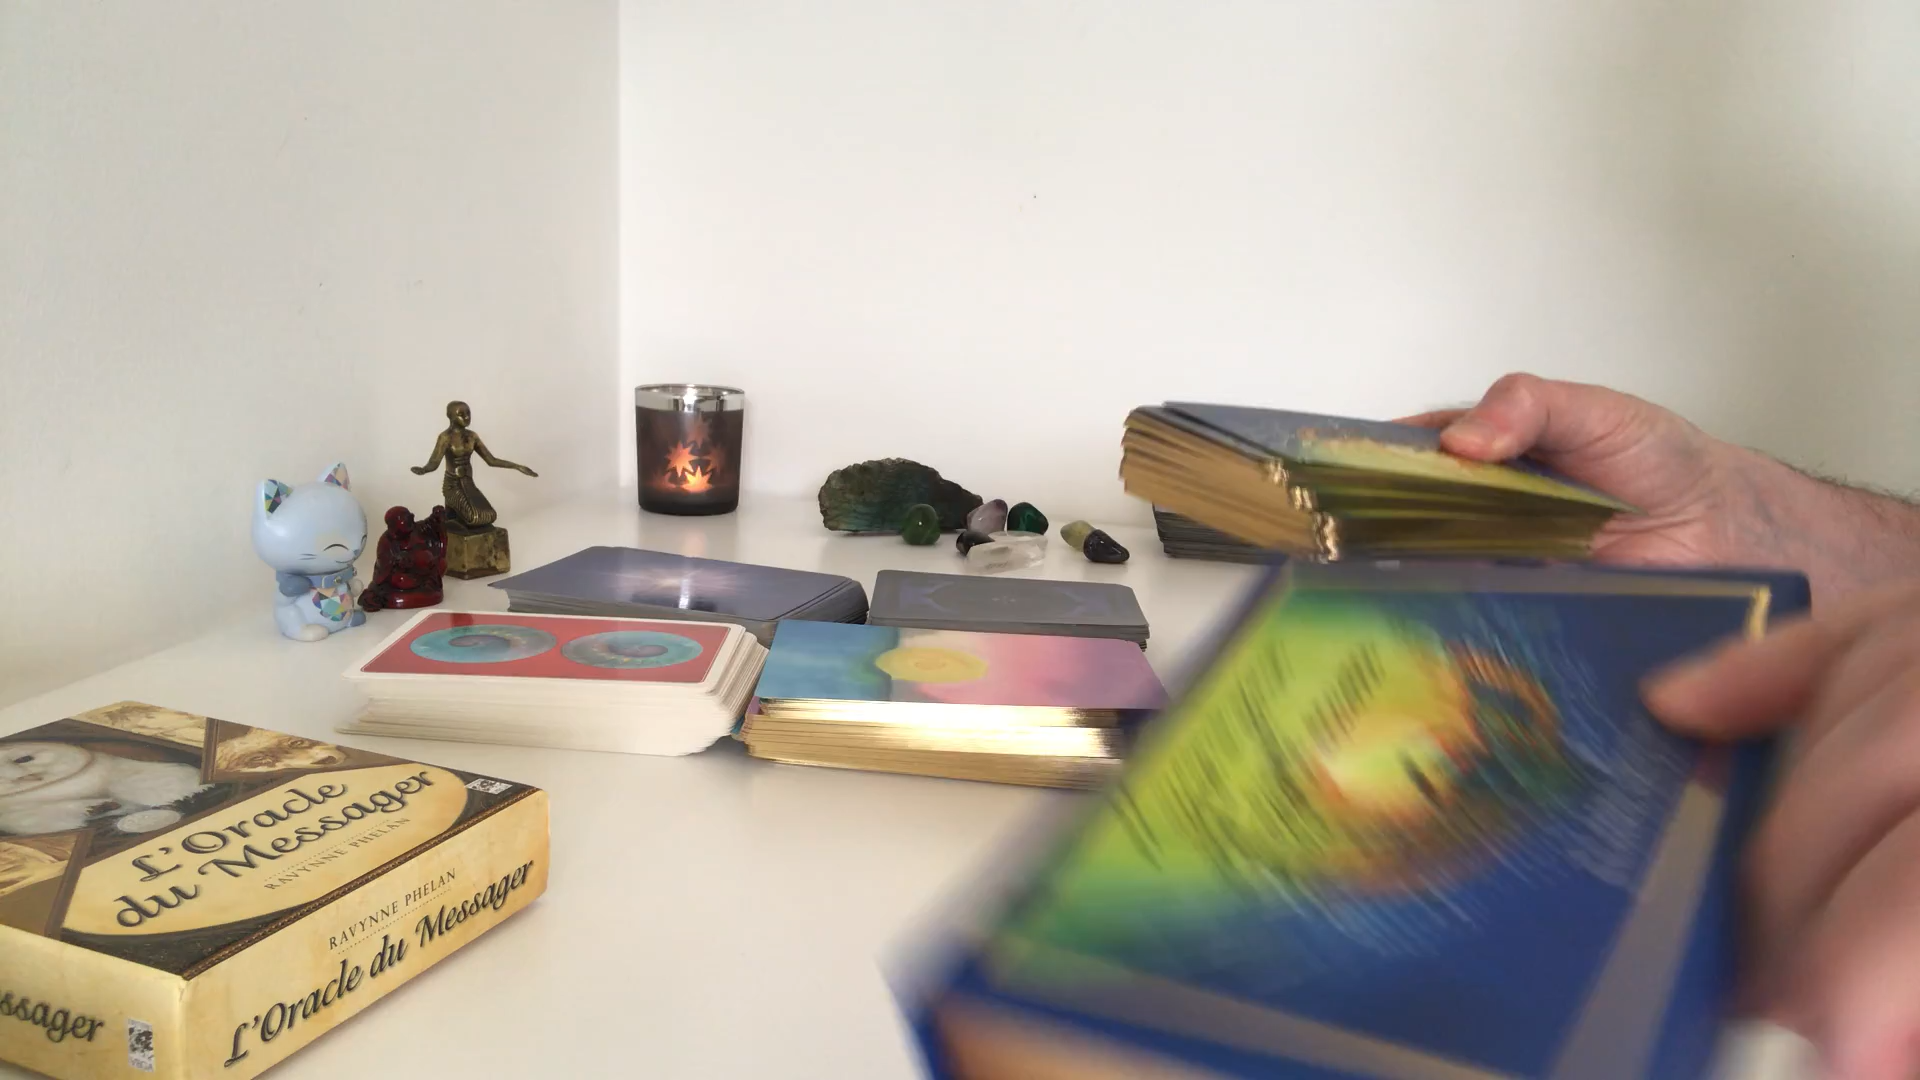 L'Oracle
du Messager
RAVYNNE PHELAN
RAVYNNE PHELAN
L'Oracle du Messager
ssager